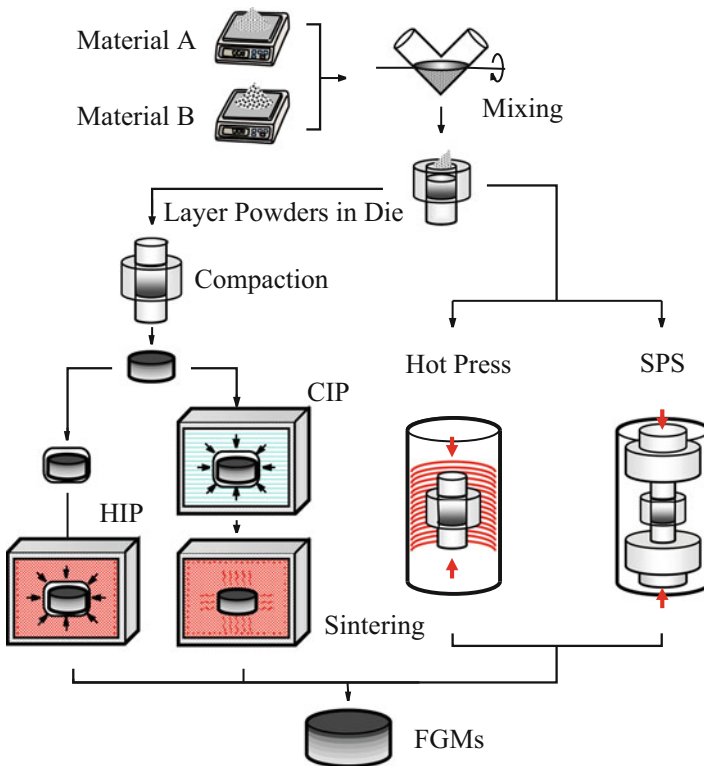 Material A
Material B
Mixing
Layer Powders in Die
Compaction
Hot Press
SPS
CIP
HIP
Sintering
FGMs